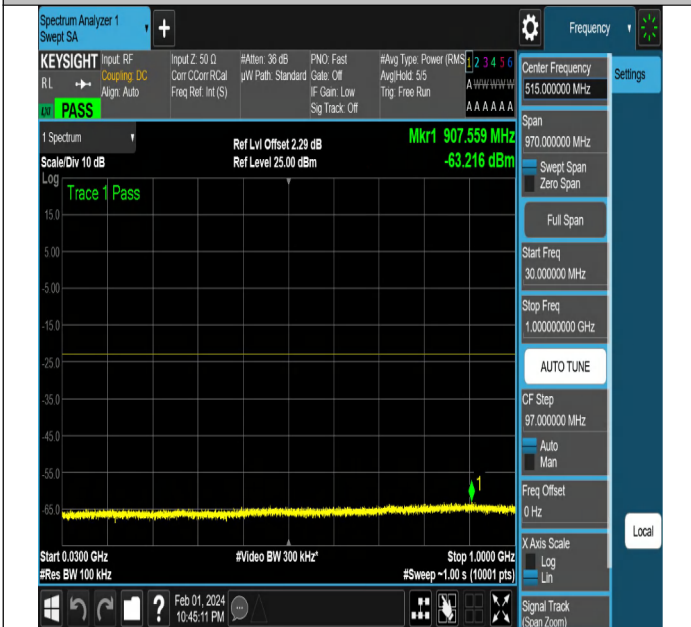 Spectrum Analyzer 1
Swept SA
Frequency
KEYSIGHT
RL
LXI
PASS
Input: RF
Coupling: DC
Align: Auto
Input Z: 50 Ω
Corr CCorr RCal
Freq Ref: Int (S)
#Atten: 36 dB
µW Path: Standard
PNO: Fast
Gate: Off
IF Gain: Low
Sig Track: Off
#Avg Type: Power (RMS
Avg|Hold: 5/5
Trig: Free Run
1 2 3 4 5 6
A W W W W W
A A A A A A
1 Spectrum
Scale/Div 10 dB
Log
Ref Lvl Offset 2.29 dB
Ref Level 25.00 dBm
Mkr1 907.559 MHz
-63.216 dBm
Trace 1 Pass
15.0
5.00
-5.00
-15.0
-25.0
-35.0
-45.0
-55.0
-65.0
1
Start 0.0300 GHz
#Res BW 100 kHz
#Video BW 300 kHz*
Stop 1.0000 GHz
#Sweep ~1.00 s (10001 pts)
Center Frequency
515.000000 MHz
Settings
Span
970.000000 MHz
Swept Span
Zero Span
Full Span
Start Freq
30.000000 MHz
Stop Freq
1.000000000 GHz
AUTO TUNE
CF Step
97.000000 MHz
Auto
Man
Freq Offset
0 Hz
X Axis Scale
Log
Lin
Signal Track
(Span Zoom)
Local
?
Feb 01, 2024
10:45:11 PM